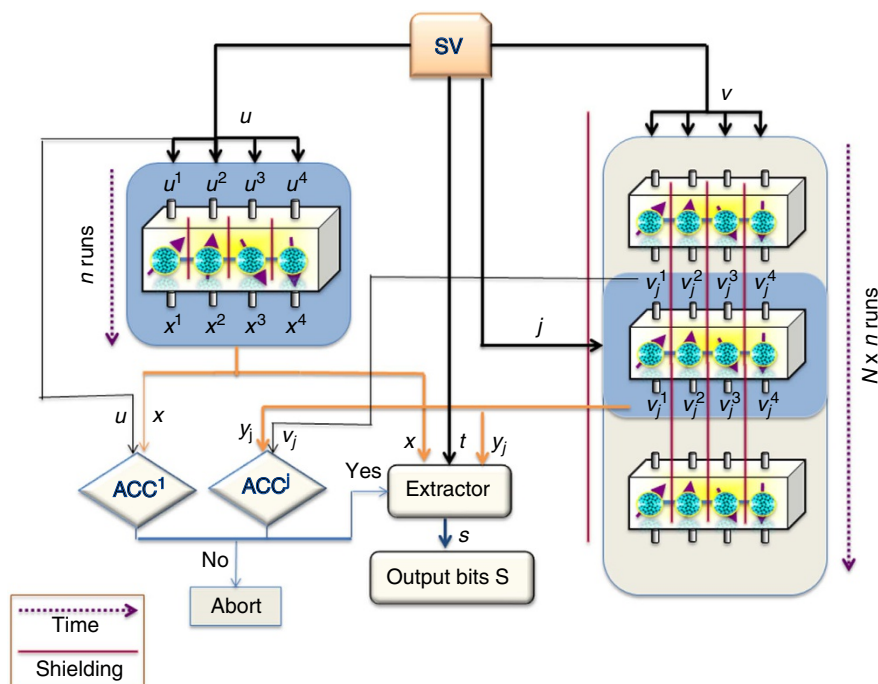 SV
u
v
u¹ u² u³ u⁴
n runs
x¹ x² x³ x⁴
vⱼ¹ vⱼ² vⱼ³ vⱼ⁴
j
N x n runs
vⱼ¹ vⱼ² vⱼ³ vⱼ⁴
u x yⱼ vⱼ x t yⱼ
Yes
ACC¹ ACCʲ Extractor
s
No
Output bits S
Abort
Time
Shielding